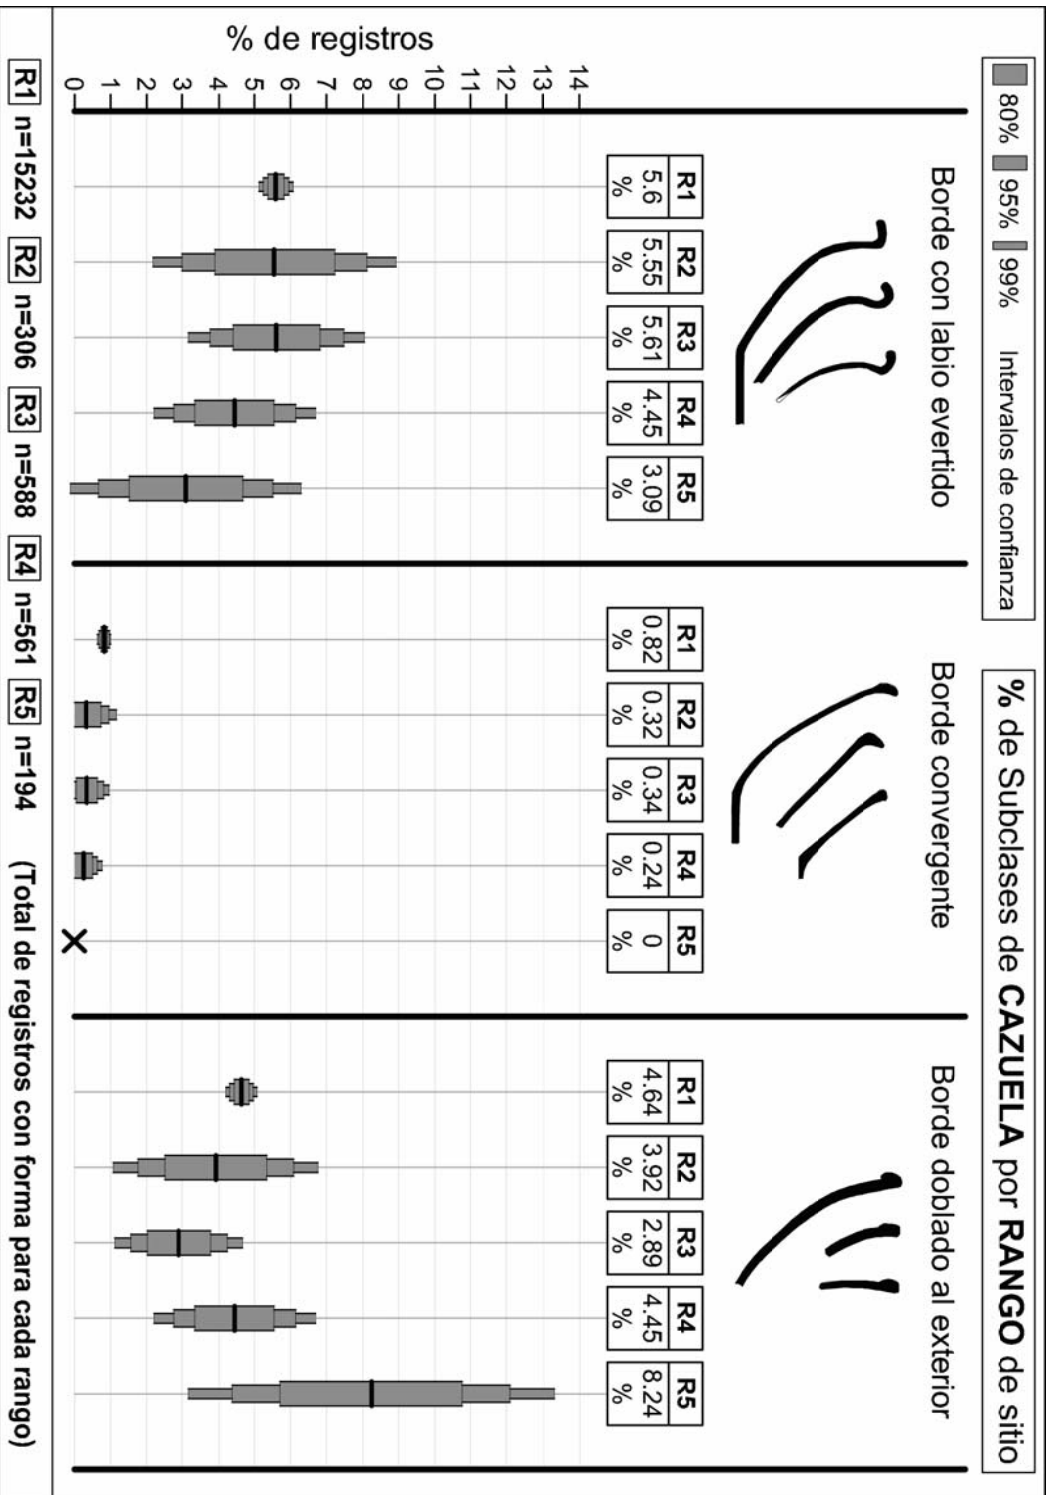 80% 95% 99% Intervalos de confianza
% de Subclases de CAZUELA por RANGO de sitio
Borde con labio evertido
Borde convergente
Borde doblado al exterior
R1 R2 R3 R4 R5
5.6 % 5.55 % 5.61 % 4.45 % 3.09 %
R1 R2 R3 R4 R5
0.82 % 0.32 % 0.34 % 0.24 % 0 %
R1 R2 R3 R4 R5
4.64 % 3.92 % 2.89 % 4.45 % 8.24 %
14
13
12
11
10
9
8
7
6
5
4
3
2
1
0
% de registros
R1 n=15232 R2 n=306 R3 n=588 R4 n=561 R5 n=194 (Total de registros con forma para cada rango)